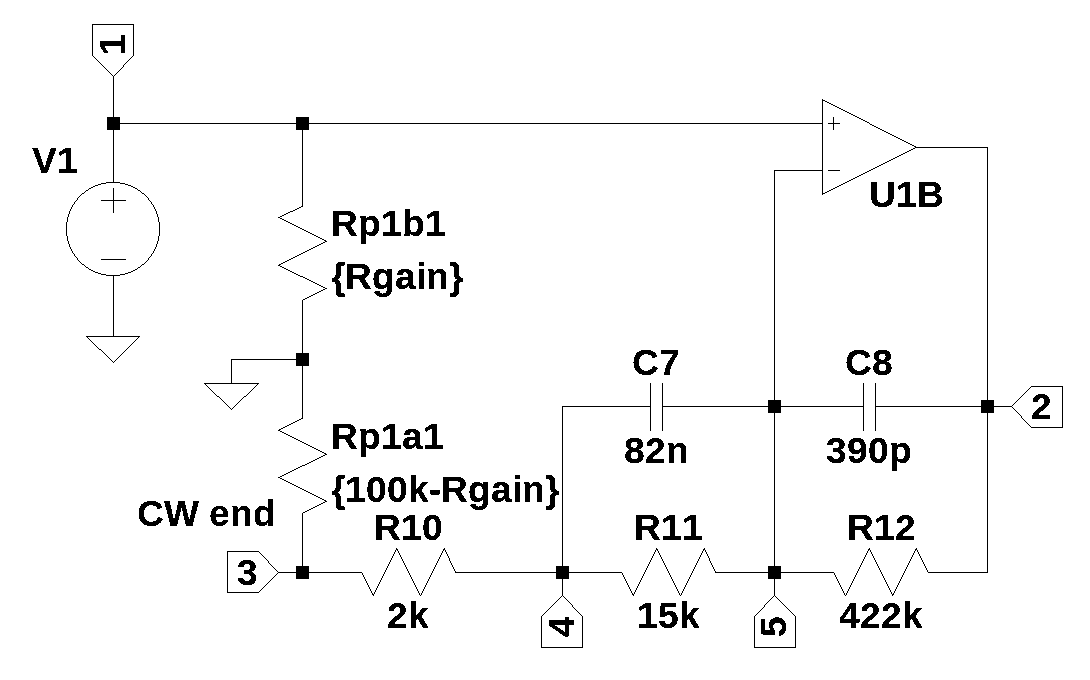 1
V1
+
−
+
−
U1B
Rp1b1
{Rgain}
C7
82n
C8
390p
2
Rp1a1
{100k-Rgain}
CW end
R10
2k
R11
15k
R12
422k
3
4
5